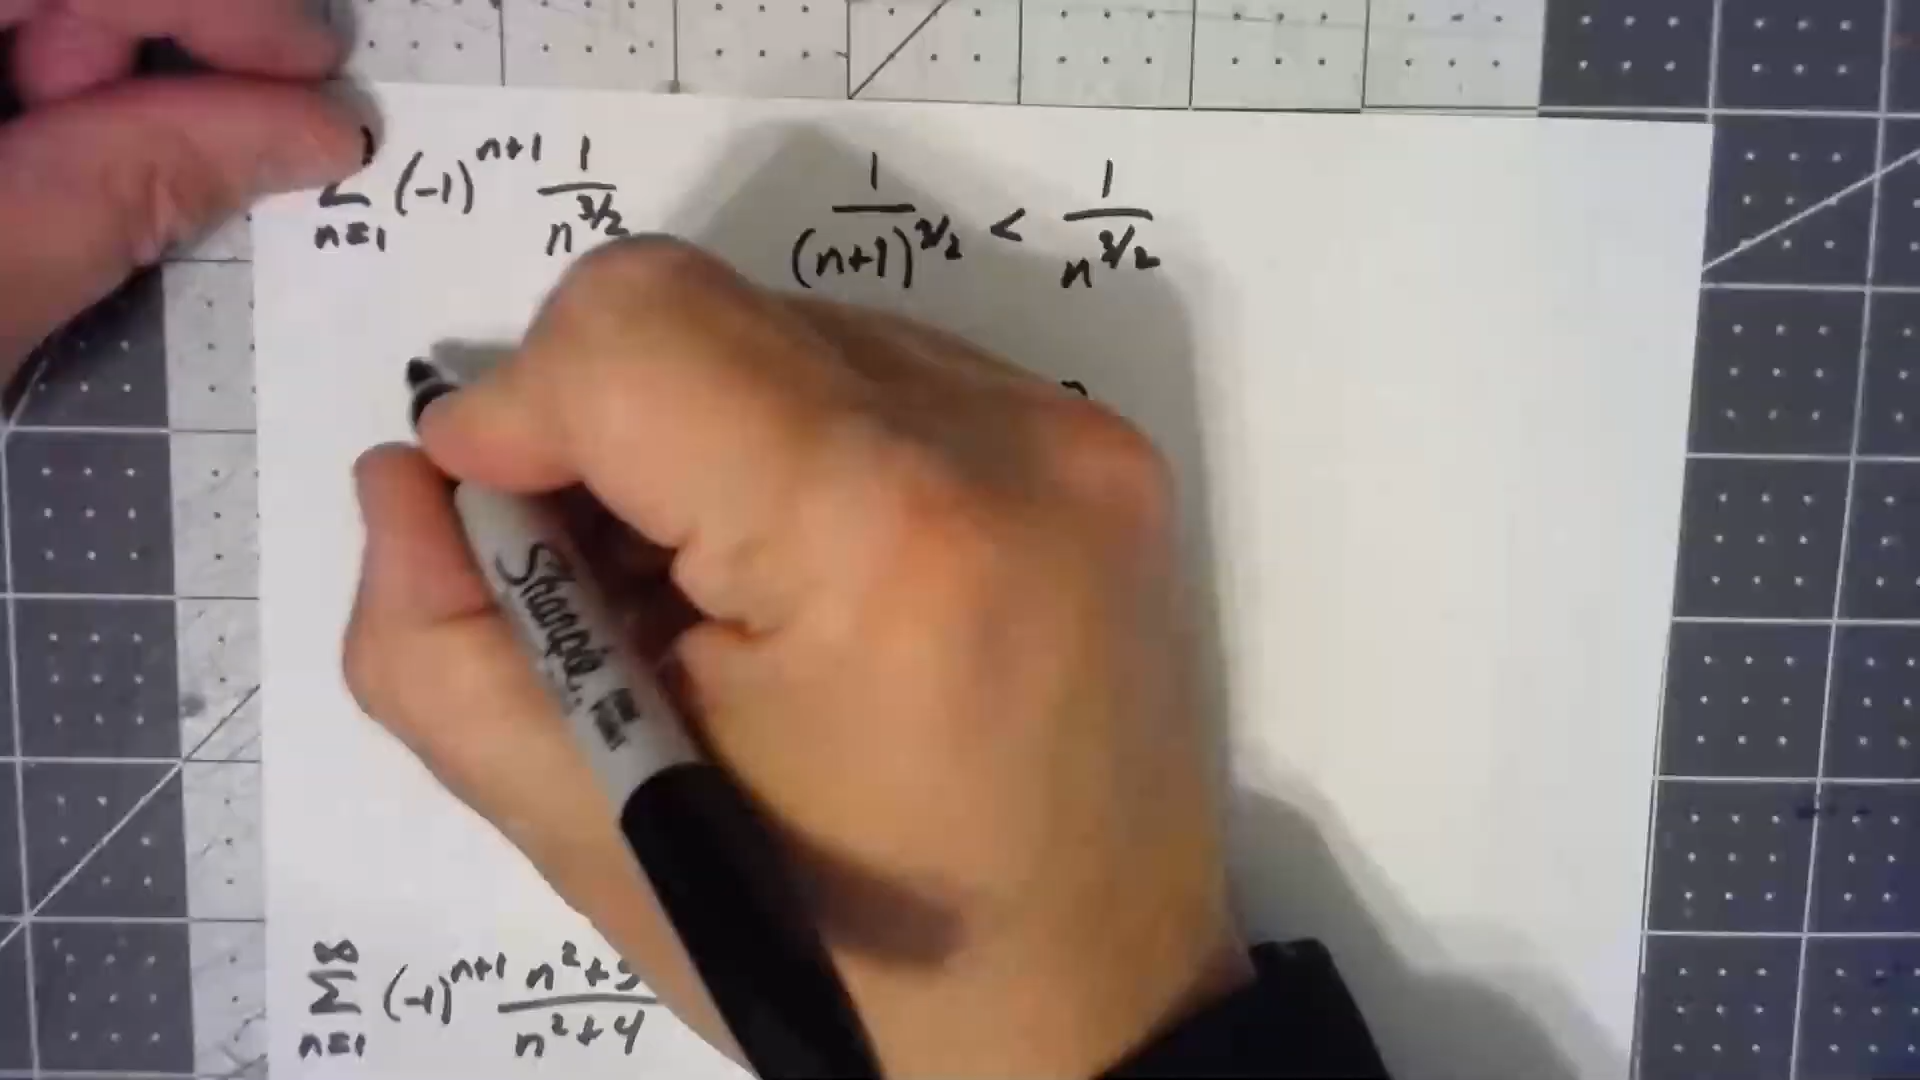 ∑ n=1 (-1)^{n+1} 1/n^{3/2}
1/(n+1)^{3/2} < 1/n^{3/2}
Sharpie.
∑_{n=1}^{∞} (-1)^{n+1} n^2+ / n^2+4